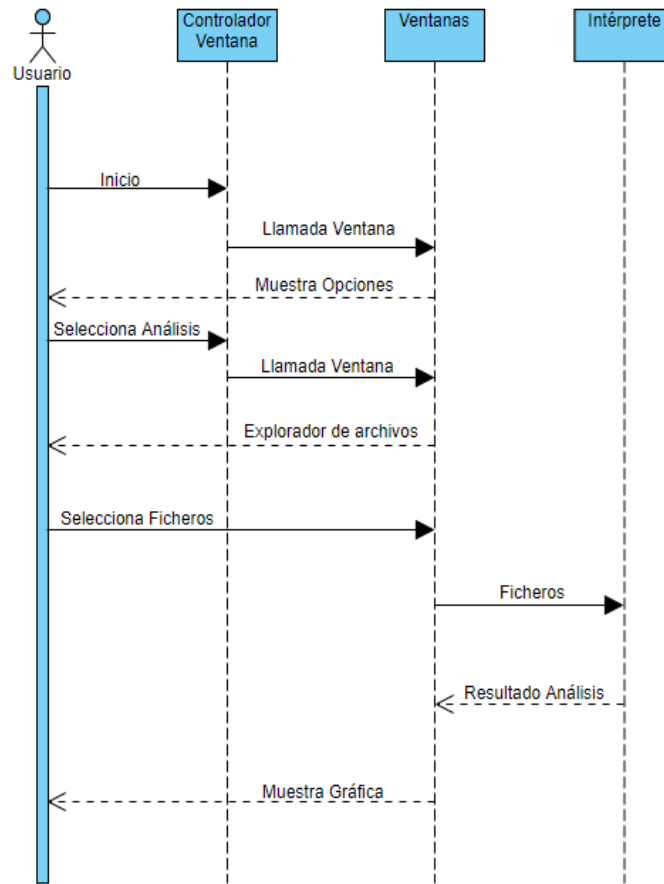 Usuario
Controlador
Ventana
Ventanas
Intérprete
Inicio
Llamada Ventana
Muestra Opciones
Selecciona Análisis
Llamada Ventana
Explorador de archivos
Selecciona Ficheros
Ficheros
Resultado Análisis
Muestra Gráfica